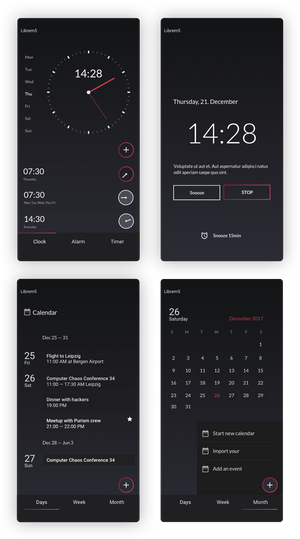 Librem5
Mon
Tue
Wed
Thu
Fri
Sat
Sun
14:28
07:30
Thursday
07:30
Mon, Tue, Wed, Thu, Fri
14:30
Everyday
Clock Alarm Timer
Librem5
Thursday, 21. December
14:28
Voluptas ut aut et. Aut aspernatur adipisci natus
odit aperiam saepe quo sint.
Snooze STOP
Snooze 15min
Librem5
Calendar
Dec 25 — 31
25
Fri
Flight to Leipzig
11:00 AM at Bergen Airport
26
Sat
Computer Chaos Conference 34
11:00 — 17:30 AM Leipzig
Dinner with hackers
19:00 PM
Meetup with Purism crew
21:00 — 22:00 PM
Dec 28 — Jun 3
27
Sun
Computer Chaos Conference 34
Days Week Month
Librem5
26
Saturday
December 2017
S M T W T F S
1
2 3 4 5 6 7 8
9 10 11 12 13 14 15
16 17 18 19 20 21 22
23 24 25 26 27 28 29
30 31
Start new calendar
Import your
Add an event
Days Week Month